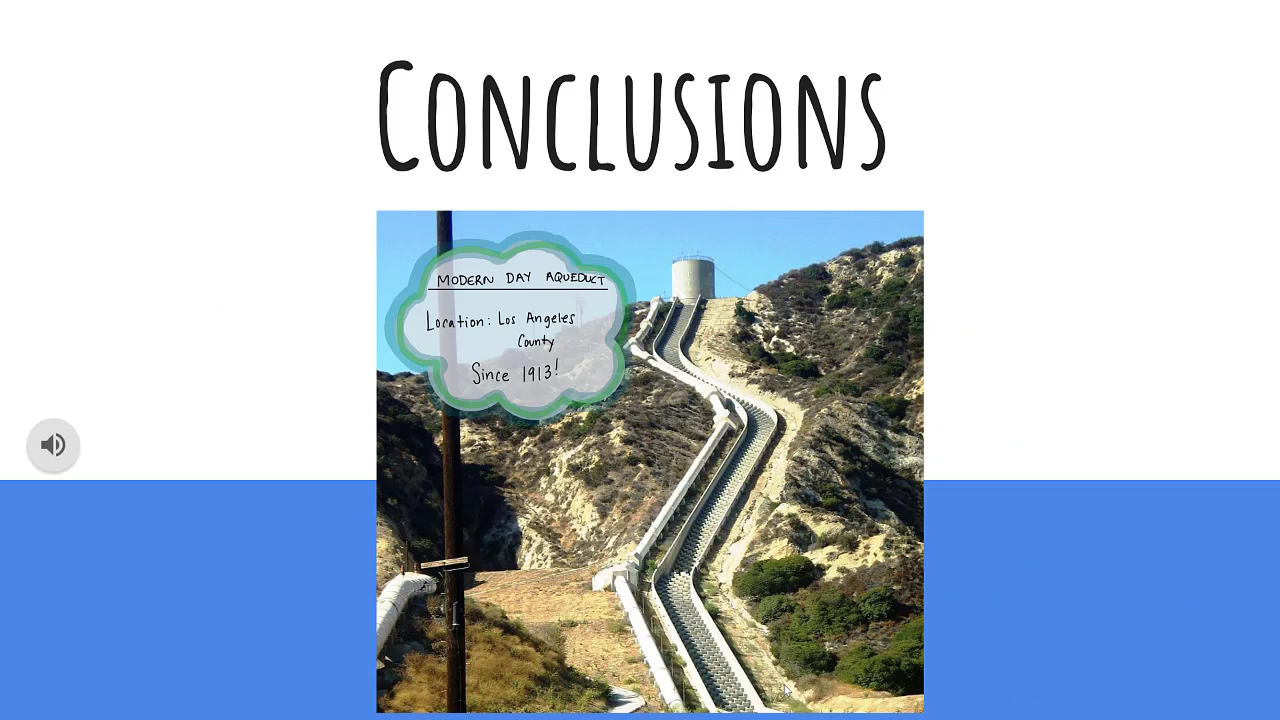 CONCLUSIONS
MODERN DAY AQUEDUCT
Location: Los Angeles
County
Since 1913!